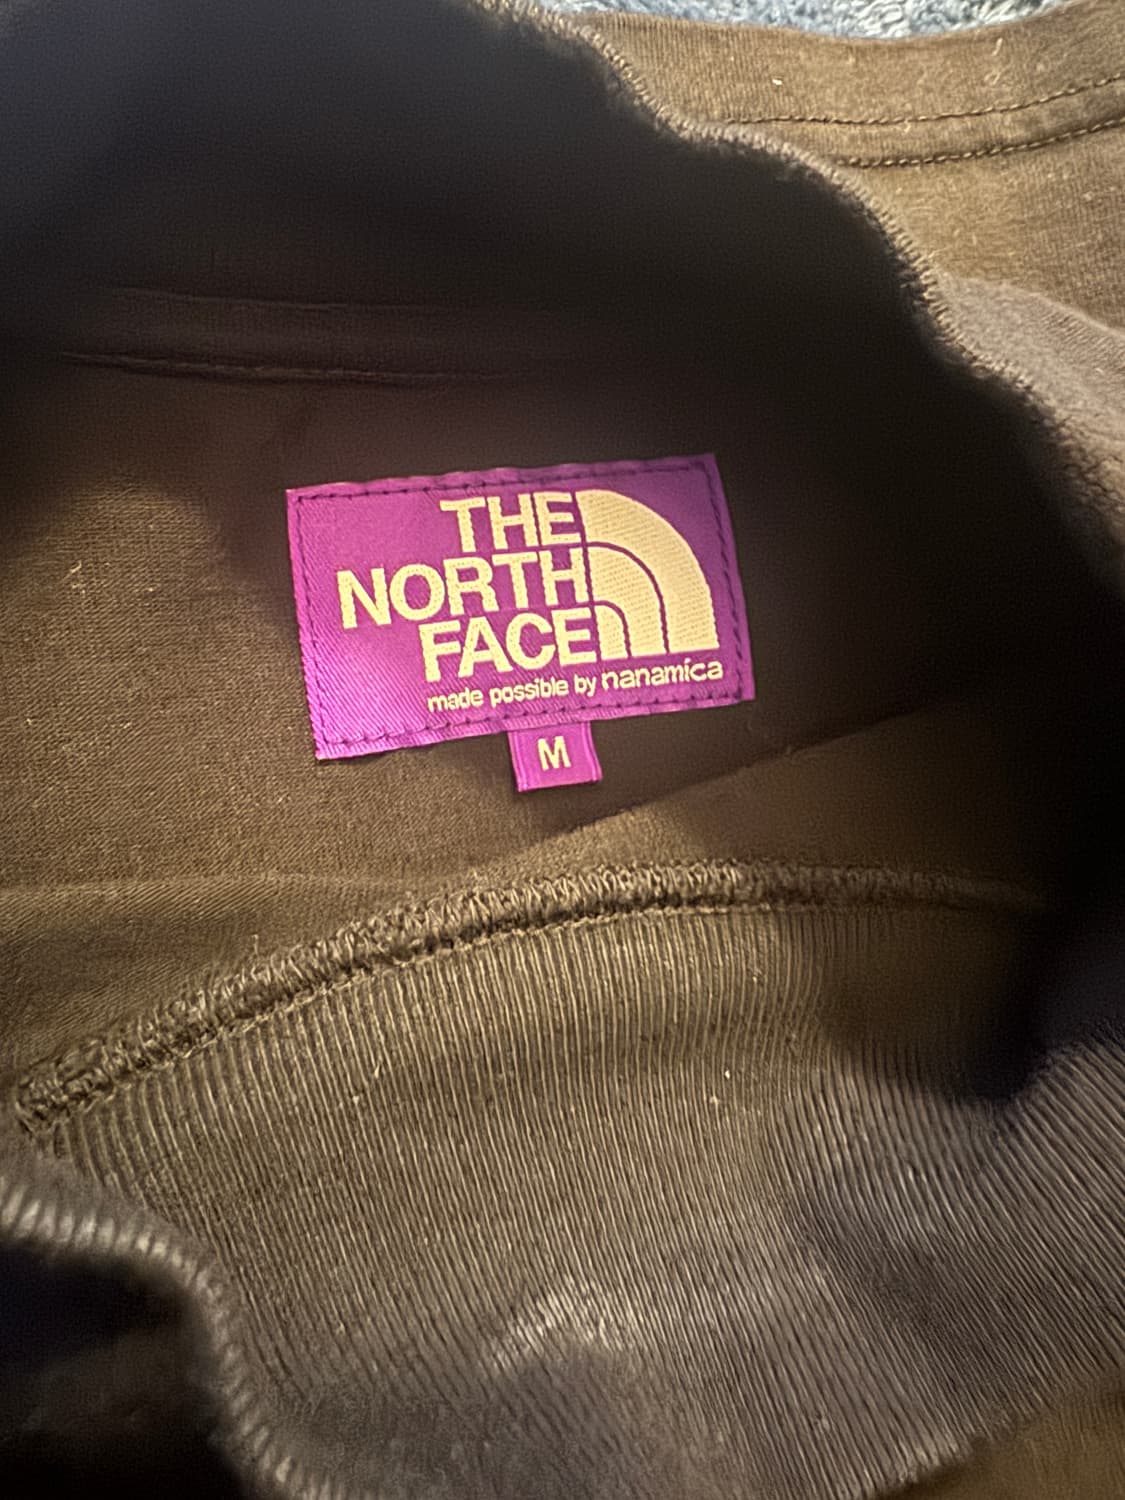 THE
NORTH
FACE
made possible by nanamica
M